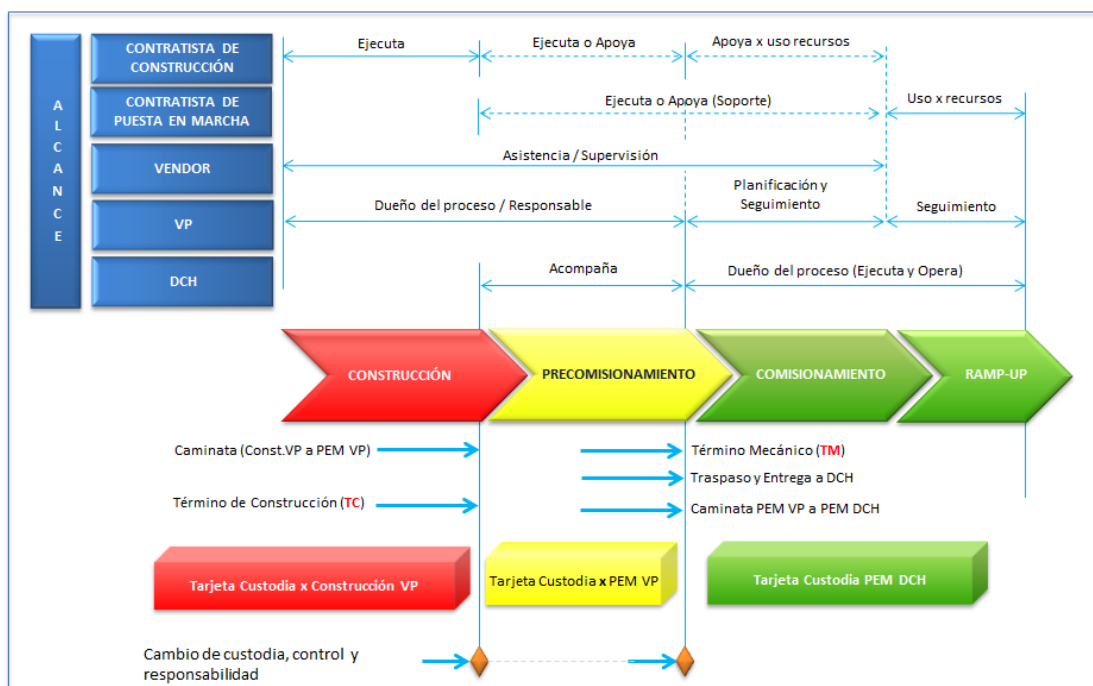 ALCANCE
CONTRATISTA DE
CONSTRUCCIÓN
Ejecuta
Ejecuta o Apoya
Apoya x uso recursos
CONTRATISTA DE
PUESTA EN MARCHA
Ejecuta o Apoya (Soporte)
Uso x recursos
VENDOR
Asistencia / Supervisión
VP
Dueño del proceso / Responsable
Planificación y
Seguimiento
Seguimiento
DCH
Acompaña
Dueño del proceso (Ejecuta y Opera)
CONSTRUCCIÓN
PRECOMISIONAMIENTO
COMISIONAMIENTO
RAMP-UP
Caminata (Const.VP a PEM VP)
Término Mecánico (TM)
Traspaso y Entrega a DCH
Término de Construcción (TC)
Caminata PEM VP a PEM DCH
Tarjeta Custodia x Construcción VP
Tarjeta Custodia x PEM VP
Tarjeta Custodia PEM DCH
Cambio de custodia, control y
responsabilidad